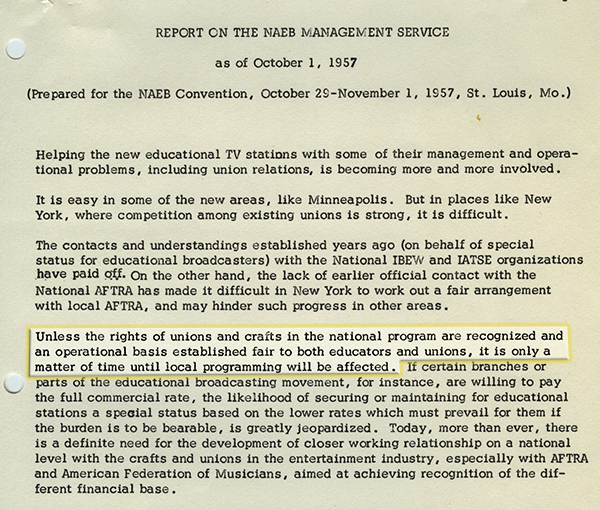 REPORT ON THE NAEB MANAGEMENT SERVICE
as of October 1, 1957
(Prepared for the NAEB Convention, October 29-November 1, 1957, St. Louis, Mo.)
Helping the new educational TV stations with some of their management and opera-
tional problems, including union relations, is becoming more and more involved.
It is easy in some of the new areas, like Minneapolis. But in places like New
York, where competition among existing unions is strong, it is difficult.
The contacts and understandings established years ago (on behalf of special
status for educational broadcasters) with the National IBEW and IATSE organizations
have paid off. On the other hand, the lack of earlier official contact with the
National AFTRA has made it difficult in New York to work out a fair arrangement
with local AFTRA, and may hinder such progress in other areas.
Unless the rights of unions and crafts in the national program are recognized and
an operational basis established fair to both educators and unions, it is only a
matter of time until local programming will be affected. If certain branches or
parts of the educational broadcasting movement, for instance, are willing to pay
the full commercial rate, the likelihood of securing or maintaining for educational
stations a special status based on the lower rates which must prevail for them if
the burden is to be bearable, is greatly jeopardized. Today, more than ever, there
is a definite need for the development of closer working relationship on a national
level with the crafts and unions in the entertainment industry, especially with AFTRA
and American Federation of Musicians, aimed at achieving recognition of the dif-
ferent financial base.